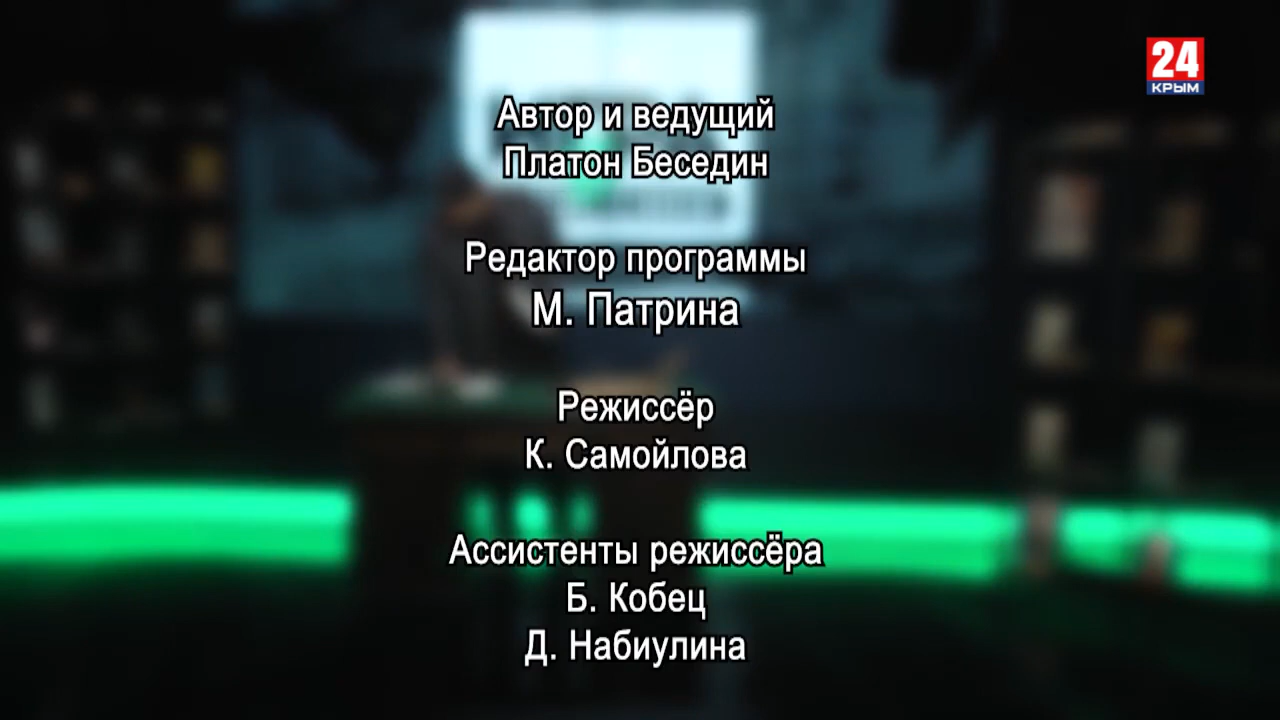 24
КРЫМ
Автор и ведущий
Платон Беседин
Редактор программы
М. Патрина
Режиссёр
К. Самойлова
Ассистенты режиссёра
Б. Кобец
Д. Набиулина